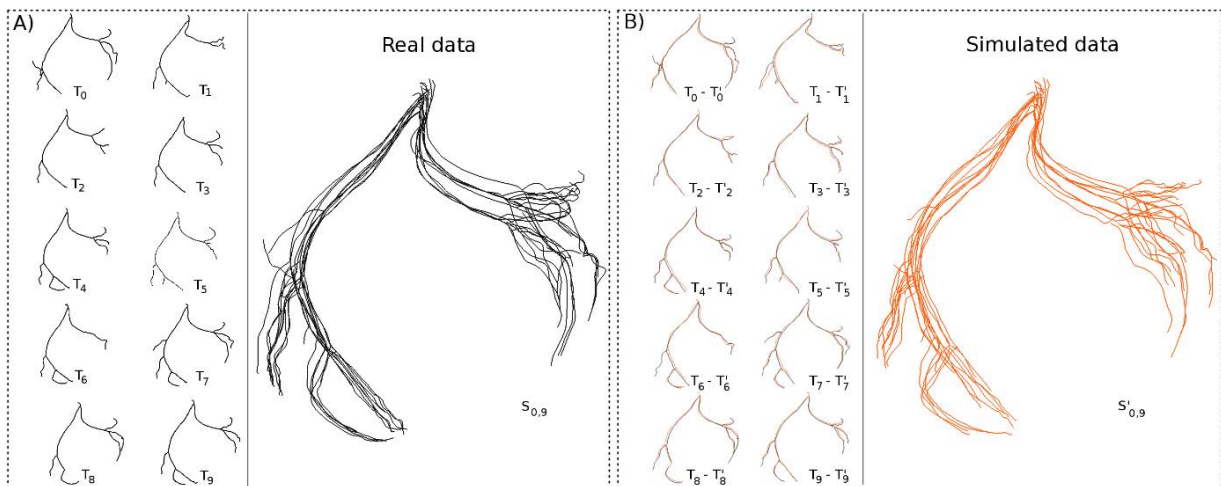 A)
Real data
T0
T1
T2
T3
T4
T5
T6
T7
T8
T9
S0,9
B)
Simulated data
T0 - T'0
T1 - T'1
T2 - T'2
T3 - T'3
T4 - T'4
T5 - T'5
T6 - T'6
T7 - T'7
T8 - T'8
T9 - T'9
S'0,9